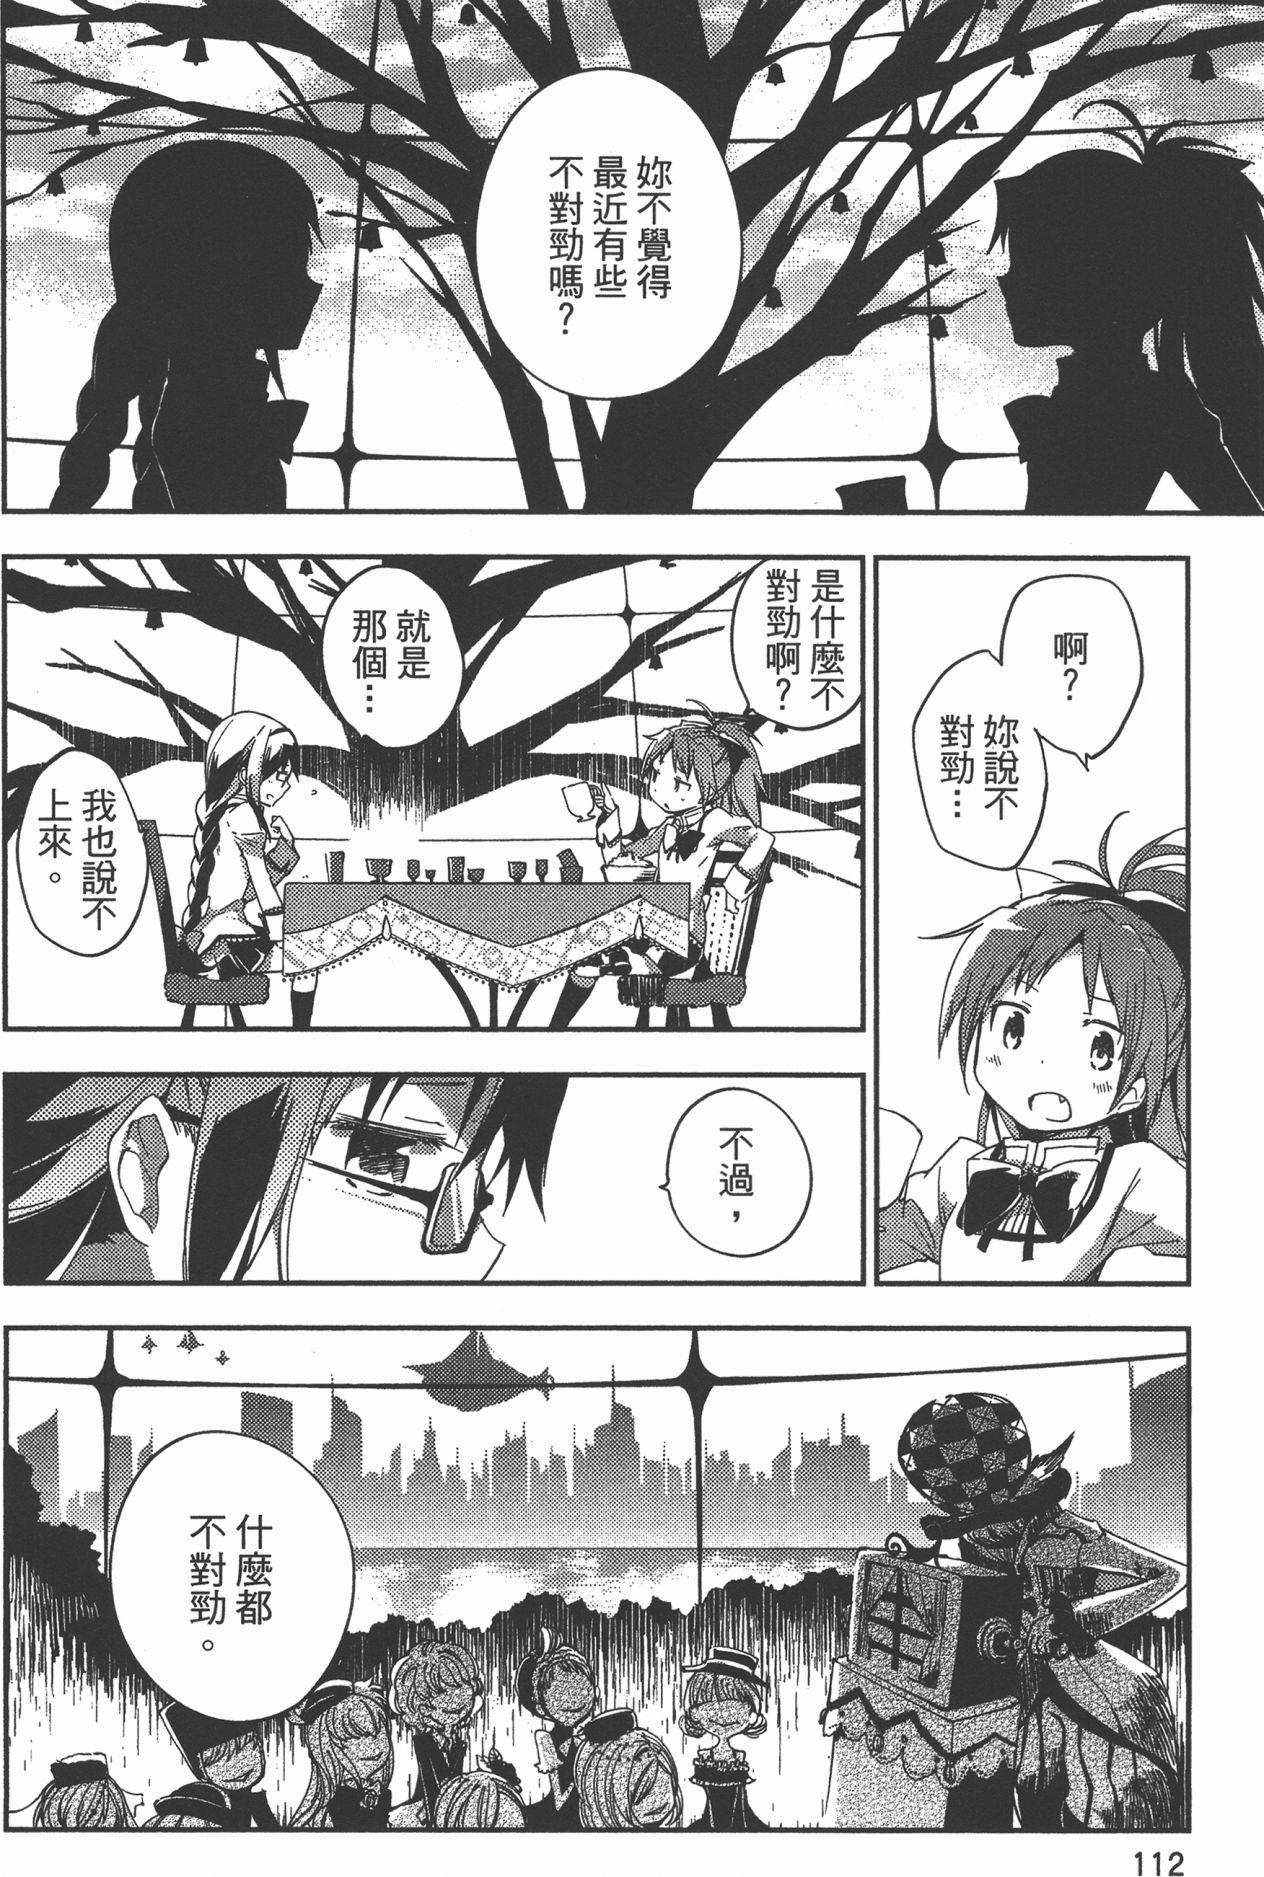 妳不覺得
最近有些
不對勁嗎？
啊？
妳說不
對勁…
是什麼不
對勁啊？
就是
那個…
我也說不
上來。
不過，
什麼都
不對勁。
112